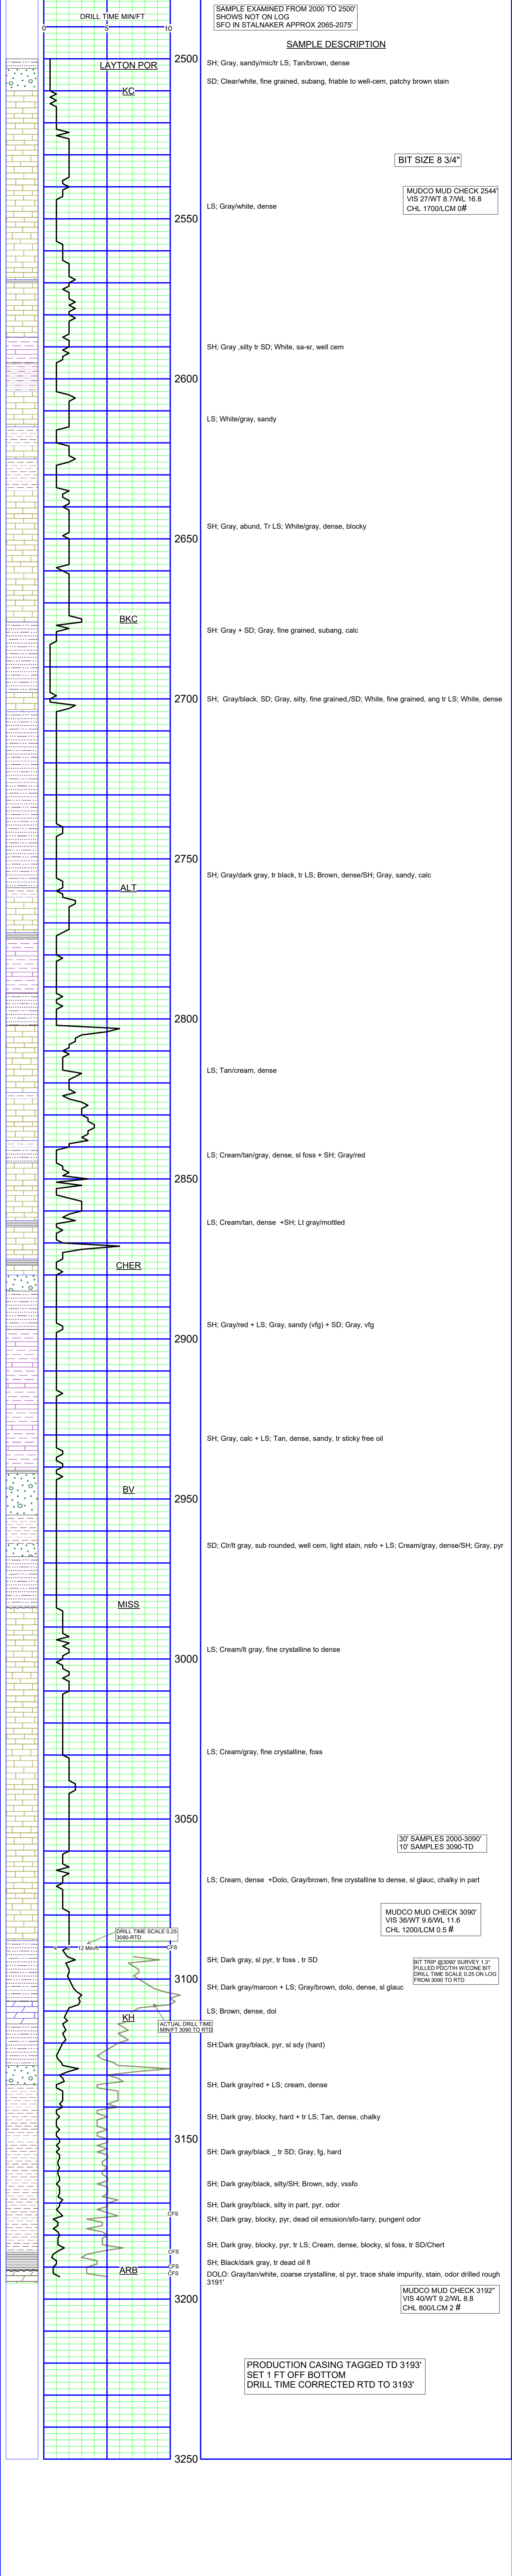 SAMPLE EXAMINED FROM 2000 TO 2500'
SHOWS NOT ON LOG
SFO IN STALNAKER APPROX 2065-2075'
DRILL TIME MIN/FT
0 5 10
SAMPLE DESCRIPTION
2500
LAYTON POR
SH; Gray, sandy/mic/tr LS; Tan/brown, dense
SD; Clear/white, fine grained, subang, friable to well-cem, patchy brown stain
KC
BIT SIZE 8 3/4"
MUDCO MUD CHECK 2544'
VIS 27/WT 8.7/WL 16.8
CHL 1700/LCM 0#
LS; Gray/white, dense
2550
SH; Gray ,silty tr SD; White, sa-sr, well cem
2600
LS; White/gray, sandy
SH; Gray, abund, Tr LS; White/gray, dense, blocky
2650
BKC
SH: Gray + SD; Gray, fine grained, subang, calc
2700
SH;  Gray/black, SD; Gray, silty, fine grained,/SD; White, fine grained, ang tr LS; White, dense
2750
SH; Gray/dark gray, tr black, tr LS; Brown, dense/SH; Gray, sandy, calc
ALT
2800
LS; Tan/cream, dense
LS; Cream/tan/gray, dense, sl foss + SH; Gray/red
2850
LS; Cream/tan, dense  +SH; Lt gray/mottled
CHER
SH; Gray/red + LS; Gray, sandy (vfg) + SD; Gray, vfg
2900
SH; Gray, calc + LS; Tan, dense, sandy, tr sticky free oil
BV
2950
SD; Clr/lt gray, sub rounded, well cem, light stain, nsfo + LS; Cream/gray, dense/SH; Gray, pyr
MISS
LS; Cream/lt gray, fine crystalline to dense
3000
LS; Cream/gray, fine crystalline, foss
3050
30' SAMPLES 2000-3090'
10' SAMPLES 3090-TD
LS; Cream, dense  +Dolo, Gray/brown, fine crystalline to dense, sl glauc, chalky in part
MUDCO MUD CHECK 3090'
VIS 36/WT 9.6/WL 11.6
CHL 1200/LCM 0.5 #
DRILL TIME SCALE 0.25
3090-RTD
12 Min/ft
CFS
SH; Dark gray, sl pyr, tr foss , tr SD
BIT TRIP @3090' SURVEY 1.3°
PULLED PDC/TIH W/CONE BIT
DRILL TIME SCALE 0.25 ON LOG
FROM 3090 TO RTD
3100
SH; Dark gray/maroon + LS; Gray/brown, dolo, dense, sl glauc
LS; Brown, dense, dol
KH
ACTUAL DRILL TIME
MIN/FT 3090 TO RTD
SH:Dark gray/black, pyr, sl sdy (hard)
SH; Dark gray/red + LS; cream, dense
SH; Dark gray, blocky, hard + tr LS; Tan, dense, chalky
3150
SH: Dark gray/black _ tr SD; Gray, fg, hard
SH; Dark gray/black, silty/SH; Brown, sdy, vssfo
SH; Dark gray/black, silty in part, pyr, odor
CFS
SH; Dark gray, blocky, pyr, dead oil emusion/sfo-tarry, pungent odor
SH; Dark gray, blocky, pyr, tr LS; Cream, dense, blocky, sl foss, tr SD/Chert
CFS
SH; Black/dark gray, tr dead oil fl
CFS
ARB
CFS
DOLO: Gray/tan/white, coarse crystalline, sl pyr, trace shale impurity, stain, odor drilled rough
3191'
MUDCO MUD CHECK 3192"
VIS 40/WT 9.2/WL 8.8
CHL 800/LCM 2 #
3200
PRODUCTION CASING TAGGED TD 3193'
SET 1 FT OFF BOTTOM
DRILL TIME CORRECTED RTD TO 3193'
3250